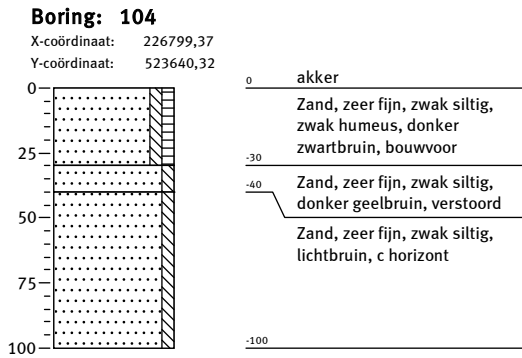 Boring: 104
X-coördinaat: 226799,37
Y-coördinaat: 523640,32
0
25
50
75
100
0 akker
Zand, zeer fijn, zwak siltig,
zwak humeus, donker
zwartbruin, bouwvoor
-30
Zand, zeer fijn, zwak siltig,
donker geelbruin, verstoord
-40
Zand, zeer fijn, zwak siltig,
lichtbruin, c horizont
-100